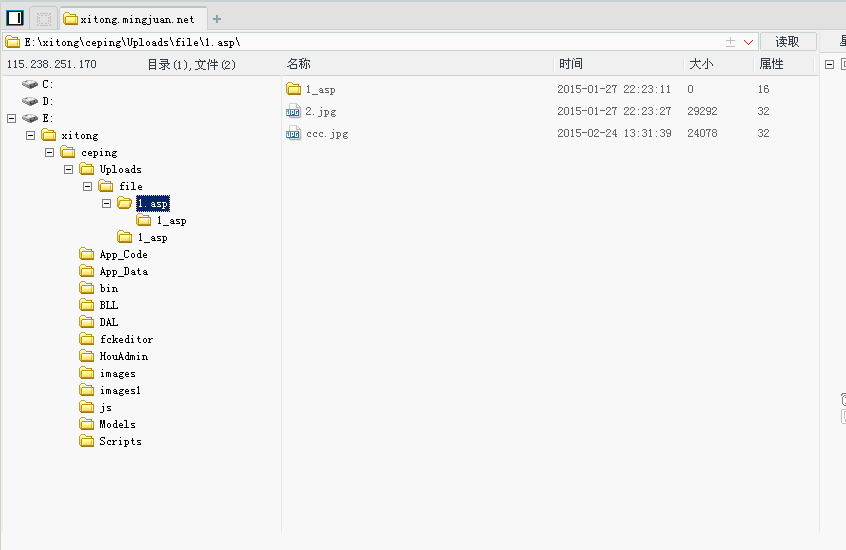 xitong.mingjuan.net
E:\xitong\ceping\Uploads\file\1.asp\ 读取
115.238.251.170 目录(1),文件(2) 名称 时间 大小 属性
C:
D:
E:
xitong
ceping
Uploads
file
1.asp
1_asp
1_asp
App_Code
App_Data
bin
BLL
DAL
fckeditor
HouAdmin
images
images1
js
Models
Scripts
1_asp 2015-01-27 22:23:11 0 16
2.jpg 2015-01-27 22:23:27 29292 32
ccc.jpg 2015-02-24 13:31:39 24078 32